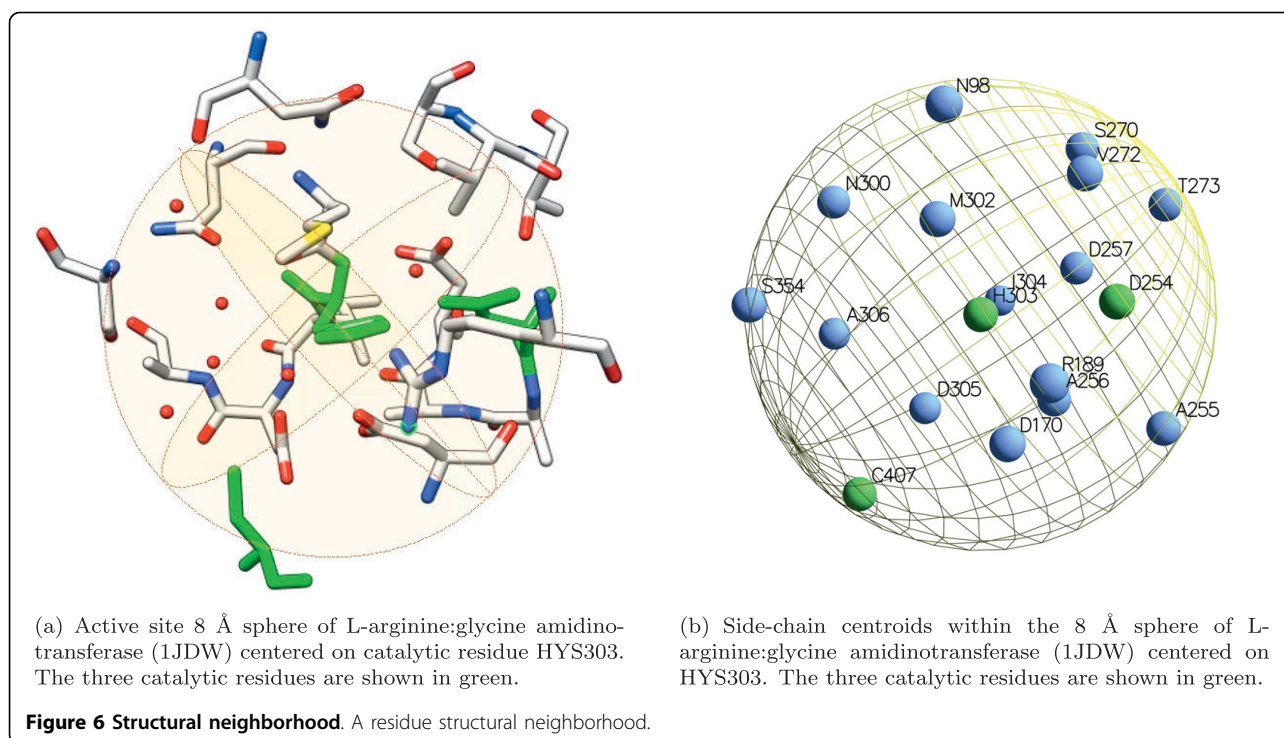 N98
S270
V272
N300
M302
T273
D257
J304
D254
H303
S354
A306
R189
A256
D305
A255
D170
C407
(a) Active site 8 Å sphere of L-arginine:glycine amidino-
transferase (1JDW) centered on catalytic residue HYS303.
The three catalytic residues are shown in green.
(b) Side-chain centroids within the 8 Å sphere of L-
arginine:glycine amidinotransferase (1JDW) centered on
HYS303. The three catalytic residues are shown in green.
Figure 6 Structural neighborhood. A residue structural neighborhood.